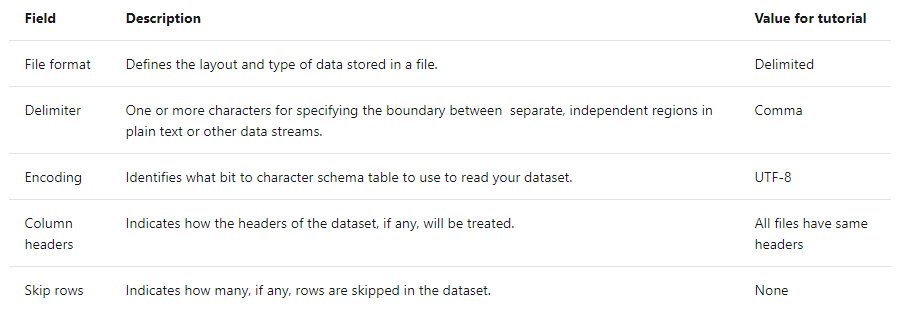 Field Description Value for tutorial
File format Defines the layout and type of data stored in a file. Delimited
Delimiter One or more characters for specifying the boundary between separate, independent regions in Comma
plain text or other data streams.
Encoding Identifies what bit to character schema table to use to read your dataset. UTF-8
Column Indicates how the headers of the dataset, if any, will be treated. All files have same
headers headers
Skip rows Indicates how many, if any, rows are skipped in the dataset. None